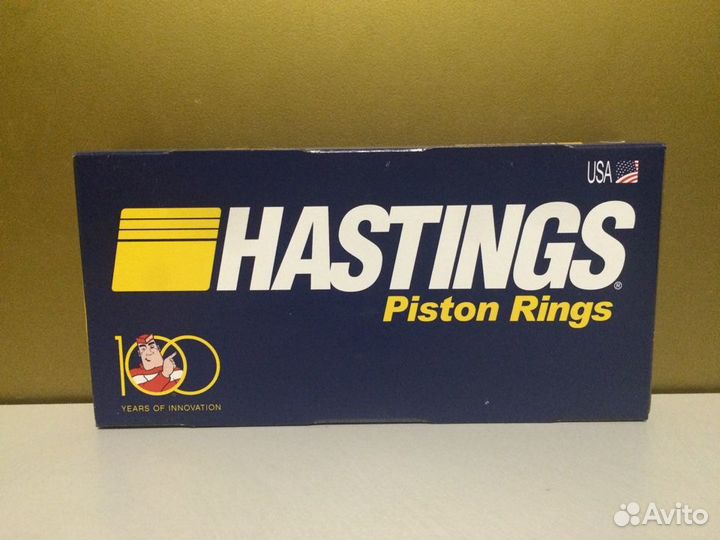 USA
HASTINGS®
Piston Rings
100
YEARS OF INNOVATION
Avito